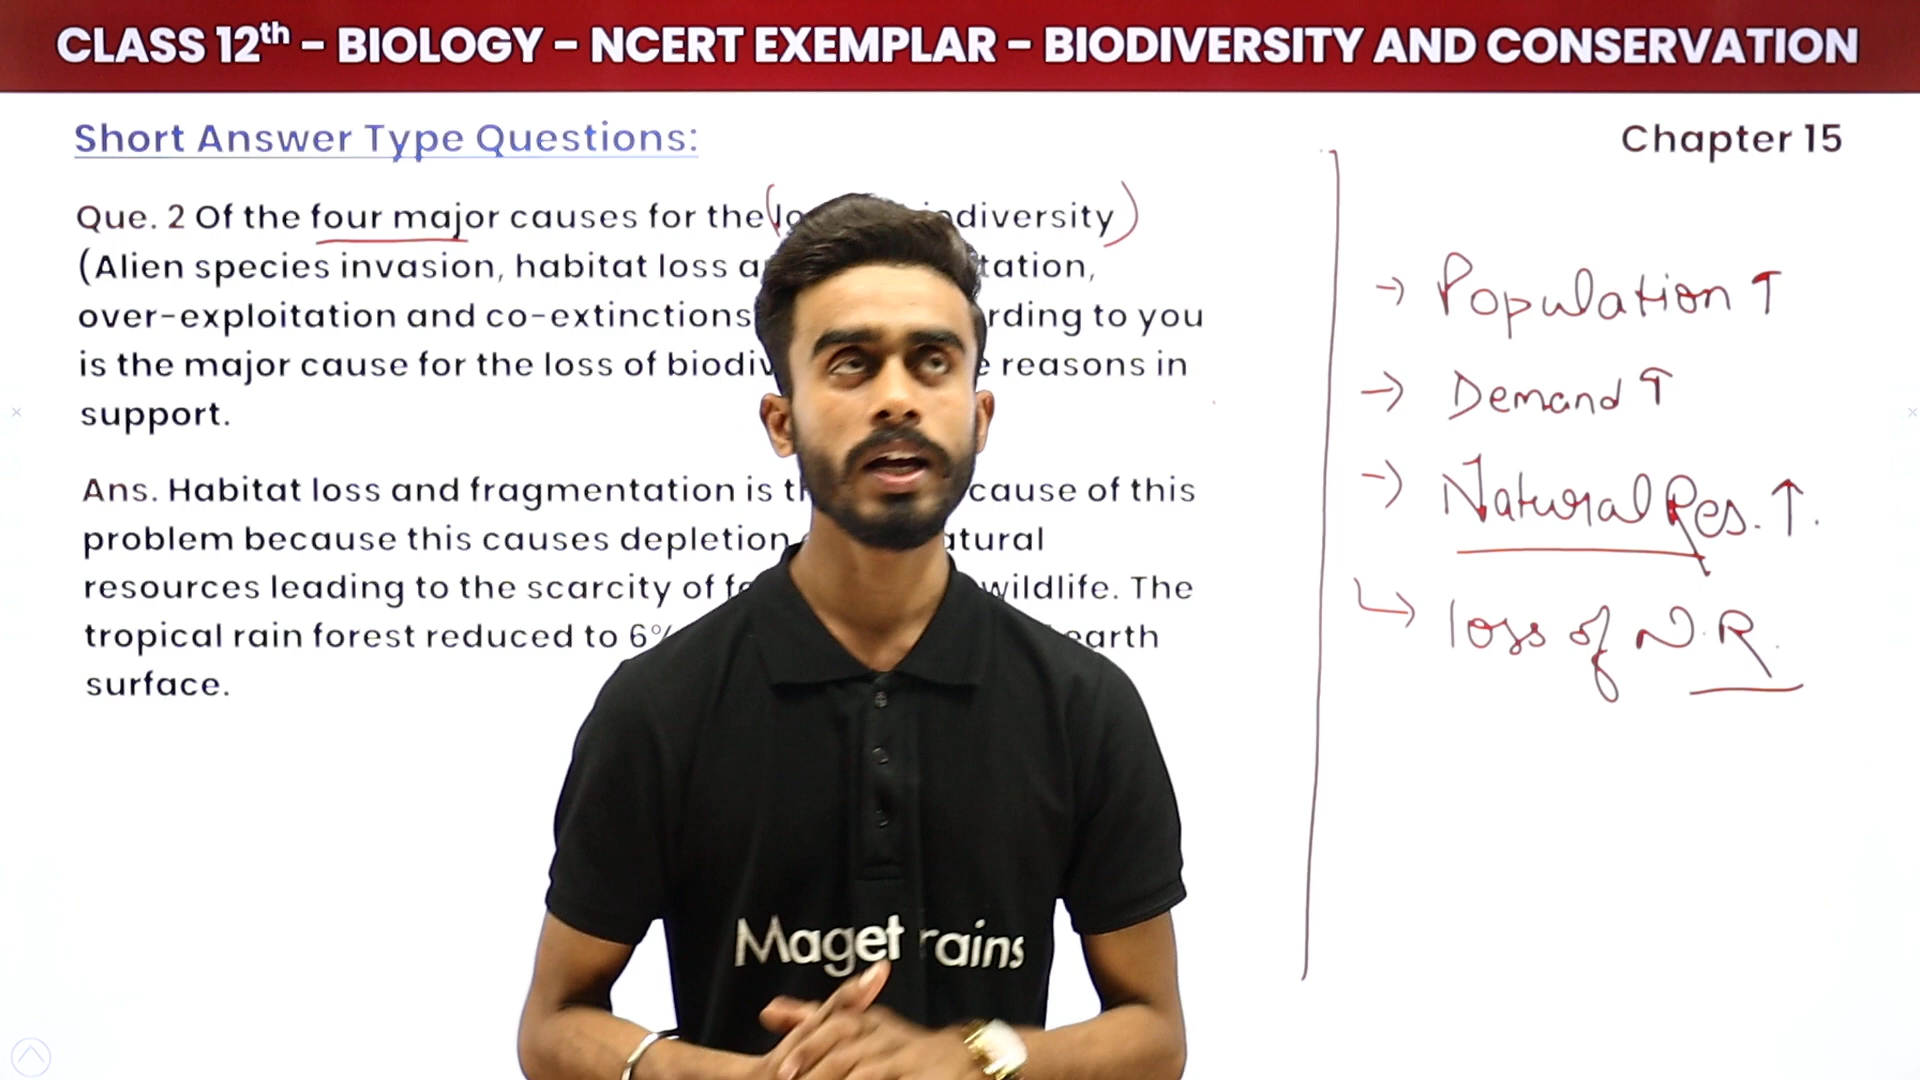 CLASS 12th – BIOLOGY – NCERT EXEMPLAR – BIODIVERSITY AND CONSERVATION
Short Answer Type Questions:
Chapter 15
Que. 2 Of the four major causes for the diversity
(Alien species invasion, habitat loss
over-exploitation and co-extinctions to you
is the major cause for the loss of reasons in
support.
Ans. Habitat loss and fragmentation is cause of this
problem because this causes depletion
resources leading to the scarcity of wildlife. The
tropical rain forest reduced to 6% earth
surface.
→ Population ↑
→ Demand ↑
→ Natural Res. ↑.
↳ loss of N.R.
Maget rains